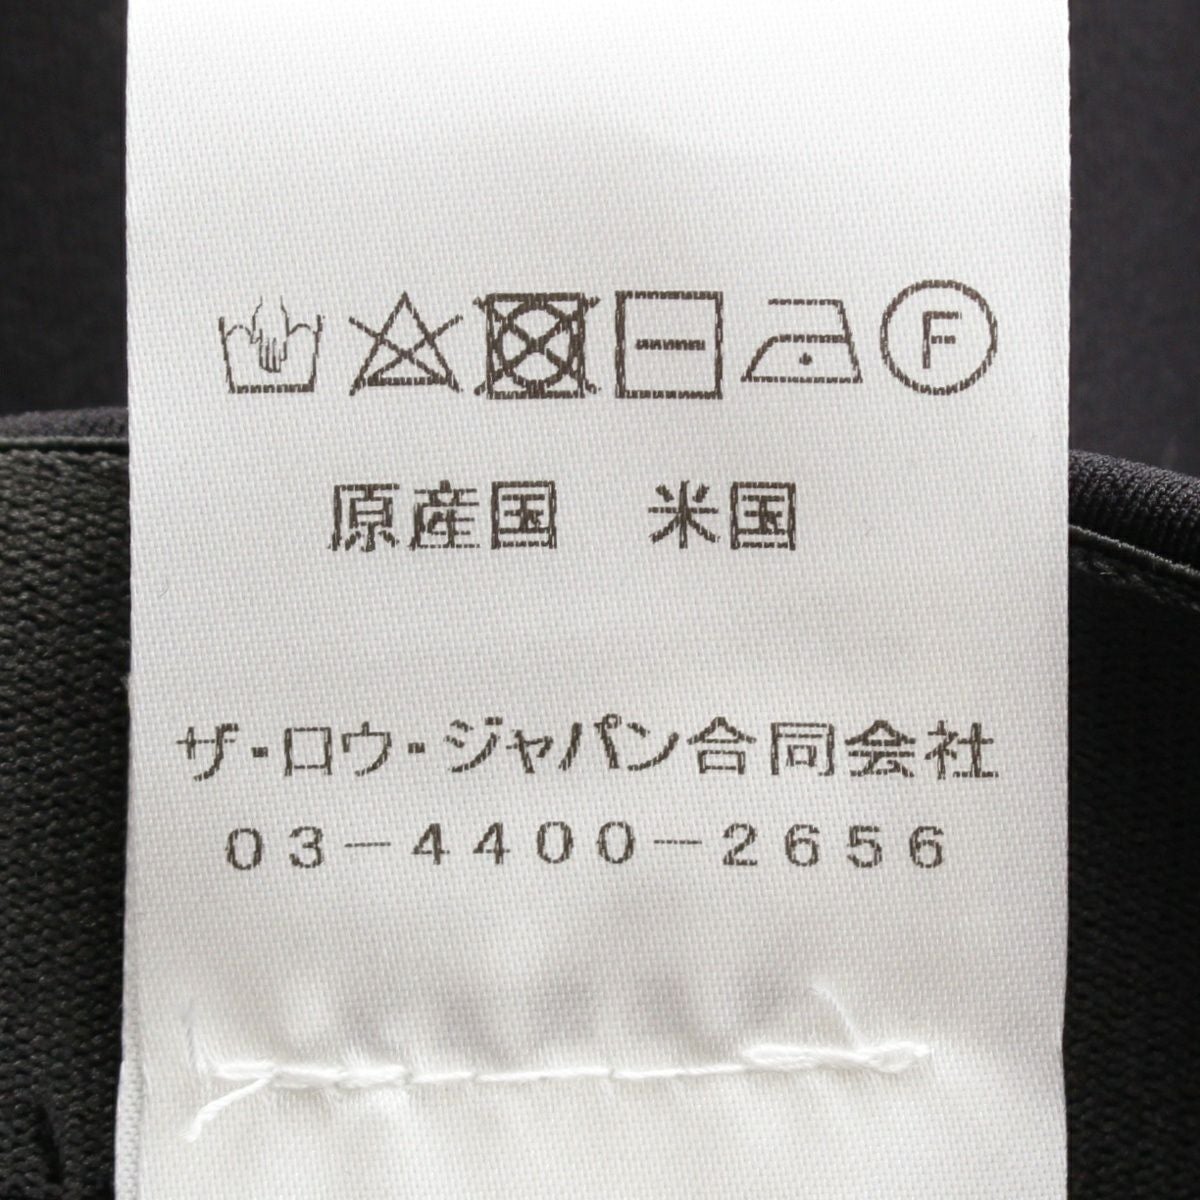 F
原産国　米国
ザ・ロウ・ジャパン合同会社
03-4400-2656